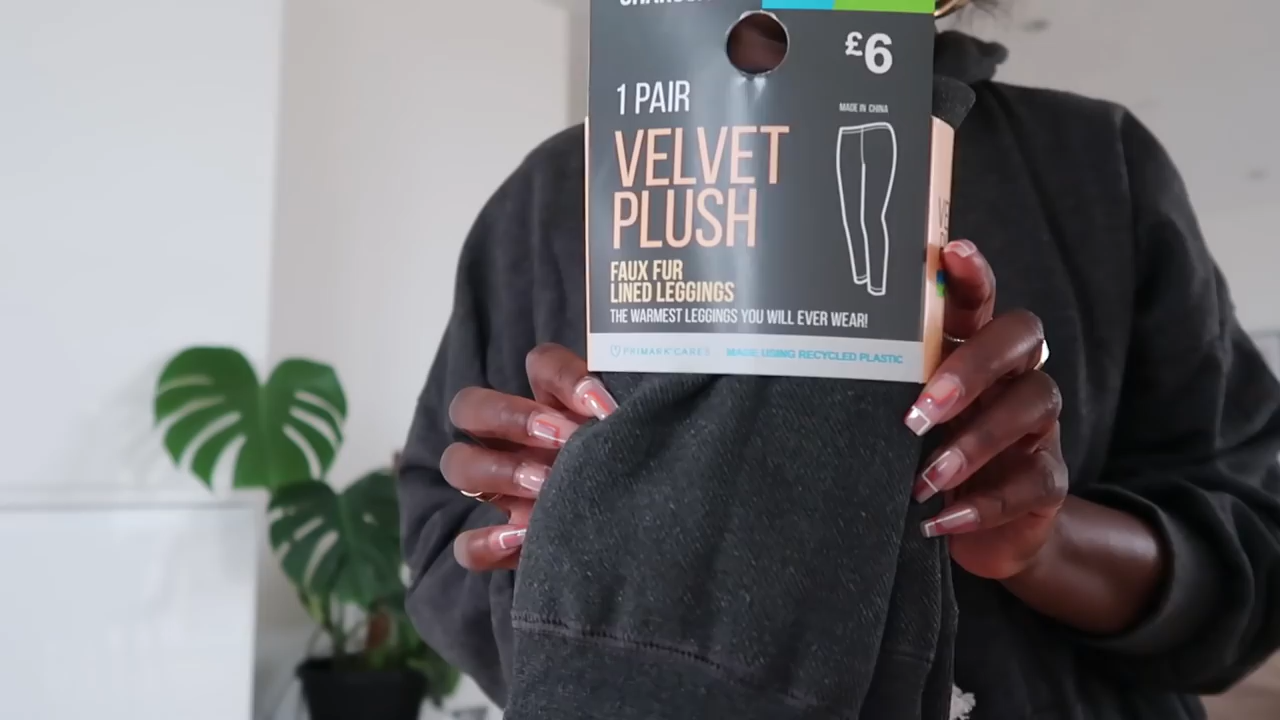 £6
1 PAIR
MADE IN CHINA
VELVET
PLUSH
FAUX FUR
LINED LEGGINGS
THE WARMEST LEGGINGS YOU WILL EVER WEAR!
PRIMARK CARES MADE USING RECYCLED PLASTIC